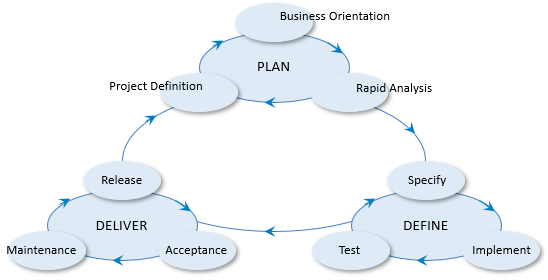 Business Orientation
PLAN
Project Definition
Rapid Analysis
Release
Specify
DELIVER
DEFINE
Maintenance
Acceptance
Test
Implement